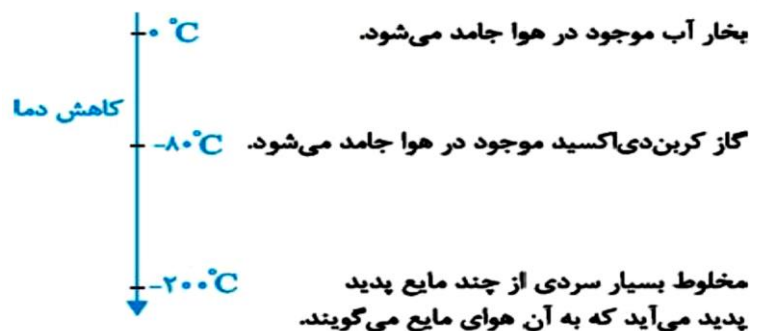 ۰ °C
بخار آب موجود در هوا جامد می‌شود.
کاهش دما
-۸۰°C
گاز کربن‌دی‌اکسید موجود در هوا جامد می‌شود.
-۲۰۰°C
مخلوط بسیار سردی از چند مایع پدید
پدید می‌آید که به آن هوای مایع می‌گویند.